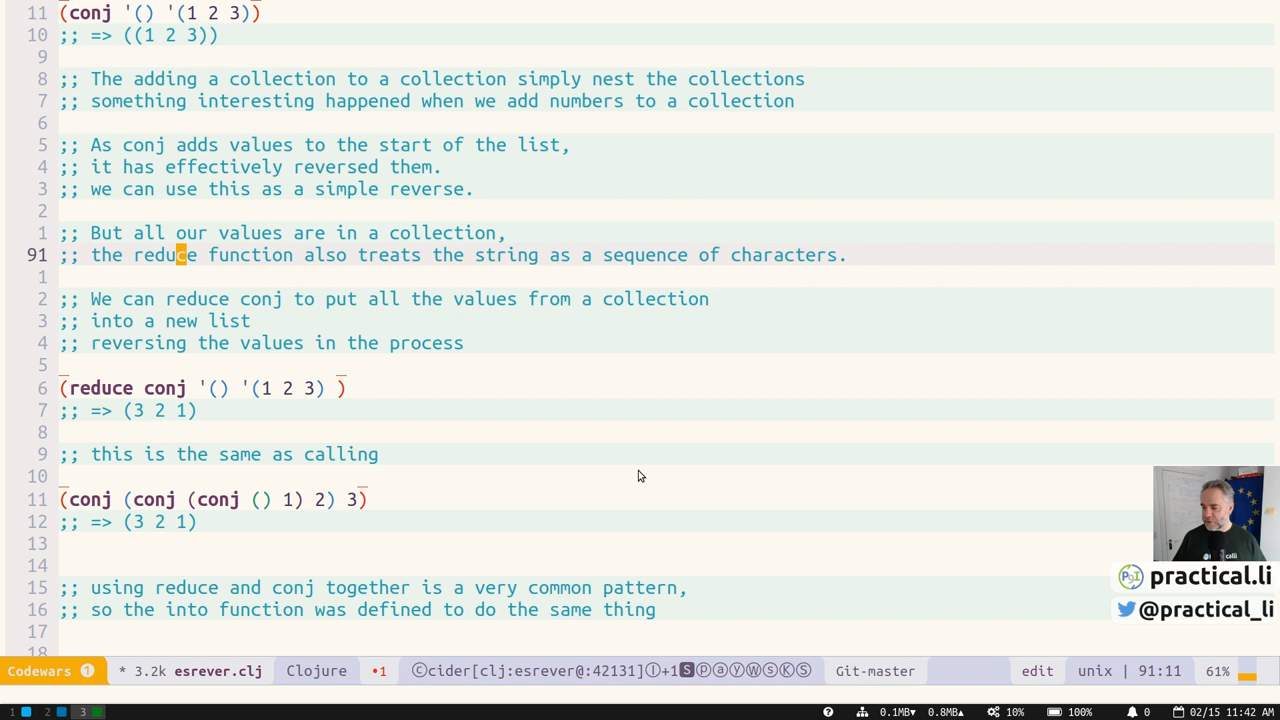 11 (conj '() '(1 2 3))
10 ;; => ((1 2 3))
9
8 ;; The adding a collection to a collection simply nest the collections
7 ;; something interesting happened when we add numbers to a collection
6
5 ;; As conj adds values to the start of the list,
4 ;; it has effectively reversed them.
3 ;; we can use this as a simple reverse.
2
1 ;; But all our values are in a collection,
91 ;; the reduce function also treats the string as a sequence of characters.
1
2 ;; We can reduce conj to put all the values from a collection
3 ;; into a new list
4 ;; reversing the values in the process
5
6 (reduce conj '() '(1 2 3) )
7 ;; => (3 2 1)
8
9 ;; this is the same as calling
10
11 (conj (conj (conj () 1) 2) 3)
12 ;; => (3 2 1)
13
14
15 ;; using reduce and conj together is a very common pattern,
16 ;; so the into function was defined to do the same thing
17
18
practical.li
@practical_li
Codewars 1 * 3.2k esrever.clj Clojure •1 ⓒcider[clj:esrever@:42131]Ⓛ+1🆂ⓟⓐⓨⓌⓢⓀⓈ Git-master edit unix | 91:11 61%
1 2 3 0.1MB▾ 0.8MB▴ 10% 100% 0 02/15 11:42 AM